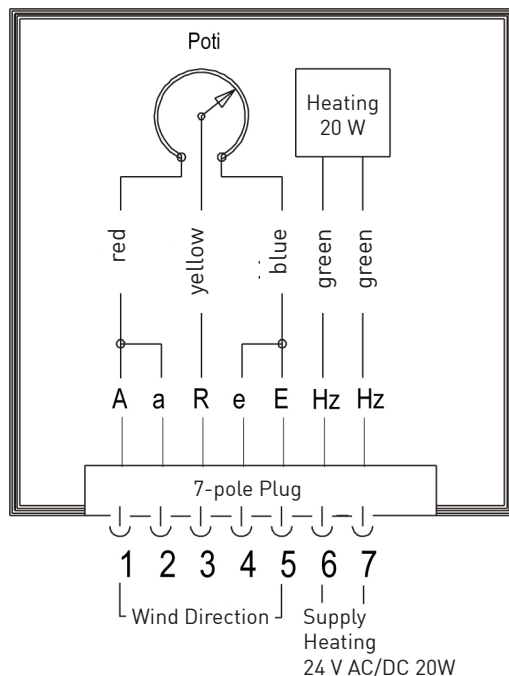 Poti
Heating
20 W
red
yellow
blue
green
green
A a R e E Hz Hz
7-pole Plug
1 2 3 4 5 6 7
Wind Direction
Supply
Heating
24 V AC/DC 20W